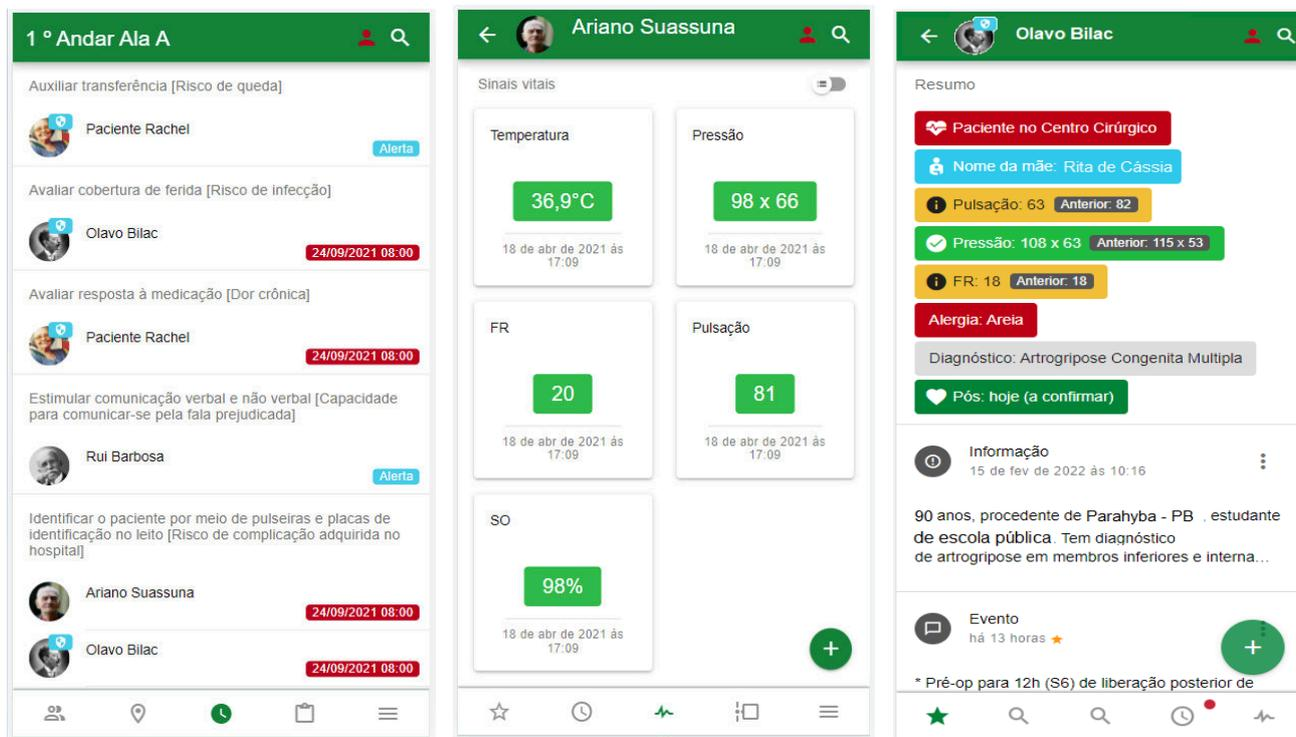 1 º Andar Ala A
Auxiliar transferência [Risco de queda]
Paciente Rachel
Alerta
Avaliar cobertura de ferida [Risco de infecção]
Olavo Bilac
24/09/2021 08:00
Avaliar resposta à medicação [Dor crônica]
Paciente Rachel
24/09/2021 08:00
Estimular comunicação verbal e não verbal [Capacidade
para comunicar-se pela fala prejudicada]
Rui Barbosa
Alerta
Identificar o paciente por meio de pulseiras e placas de
identificação no leito [Risco de complicação adquirida no
hospital]
Ariano Suassuna
24/09/2021 08:00
Olavo Bilac
24/09/2021 08:00
Ariano Suassuna
Sinais vitais
Temperatura
36,9°C
18 de abr de 2021 ás
17:09
Pressão
98 x 66
18 de abr de 2021 ás
17:09
FR
20
18 de abr de 2021 ás
17:09
Pulsação
81
18 de abr de 2021 ás
17:09
SO
98%
18 de abr de 2021 ás
17:09
+
Olavo Bilac
Resumo
Paciente no Centro Cirúrgico
Nome da mãe: Rita de Cássia
Pulsação: 63 Anterior: 82
Pressão: 108 x 63 Anterior: 115 x 53
FR: 18 Anterior: 18
Alergia: Areia
Diagnóstico: Artrogripose Congenita Multipla
Pós: hoje (a confirmar)
Informação
15 de fev de 2022 às 10:16
90 anos, procedente de Parahyba - PB , estudante
de escola pública. Tem diagnóstico
de artrogripose em membros inferiores e interna...
Evento
há 13 horas
+
* Pré-op para 12h (S6) de liberação posterior de